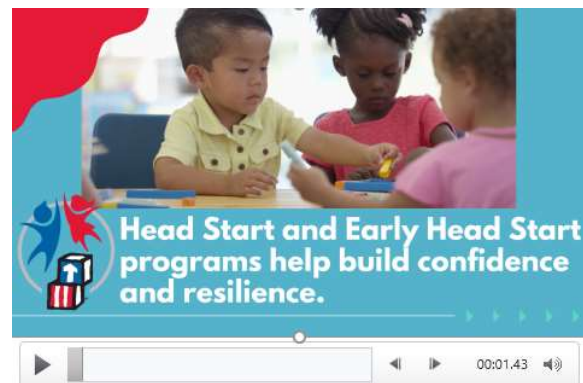 Head Start and Early Head Start
programs help build confidence
and resilience.
00:01.43